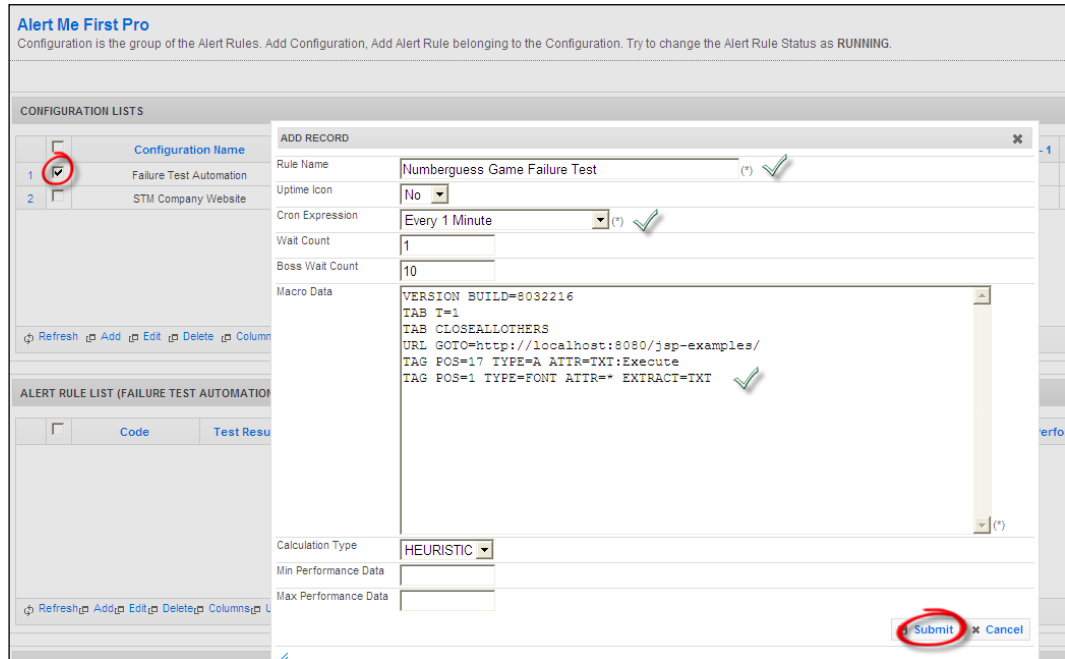 Alert Me First Pro
Configuration is the group of the Alert Rules. Add Configuration, Add Alert Rule belonging to the Configuration. Try to change the Alert Rule Status as RUNNING.
CONFIGURATION LISTS
Configuration Name
- 1
1 Failure Test Automation
2 STM Company Website
Refresh Add Edit Delete Column
ALERT RULE LIST (FAILURE TEST AUTOMATION
Code Test Resu
erfo
Refresh Add Edit Delete Columns U
ADD RECORD
Rule Name Numberguess Game Failure Test (*)
Uptime Icon No
Cron Expression Every 1 Minute (*)
Wait Count 1
Boss Wait Count 10
Macro Data
VERSION BUILD=8032216
TAB T=1
TAB CLOSEALLOTHERS
URL GOTO=http://localhost:8080/jsp-examples/
TAG POS=17 TYPE=A ATTR=TXT:Execute
TAG POS=1 TYPE=FONT ATTR=* EXTRACT=TXT
(*)
Calculation Type HEURISTIC
Min Performance Data
Max Performance Data
Submit Cancel